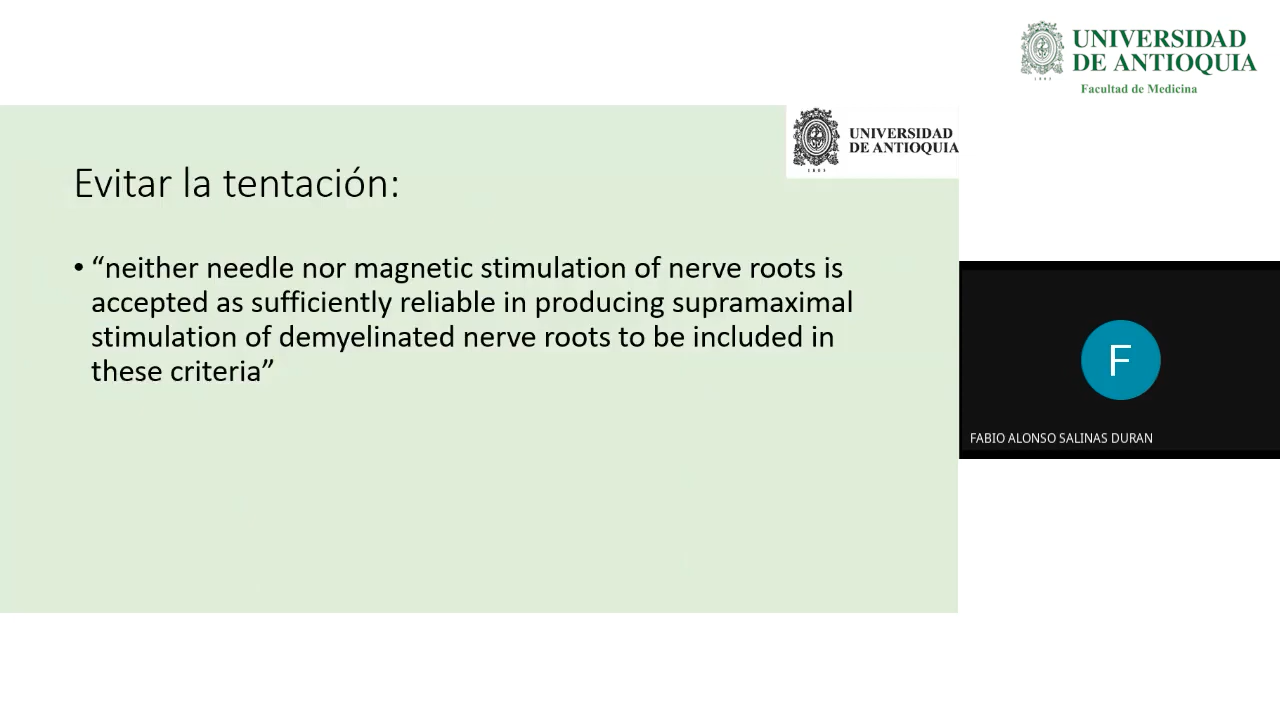 UNIVERSIDAD
DE ANTIOQUIA
1803
Facultad de Medicina
UNIVERSIDAD
DE ANTIOQUIA
1803
Evitar la tentación:
• “neither needle nor magnetic stimulation of nerve roots is
accepted as sufficiently reliable in producing supramaximal
stimulation of demyelinated nerve roots to be included in
these criteria”
F
FABIO ALONSO SALINAS DURAN